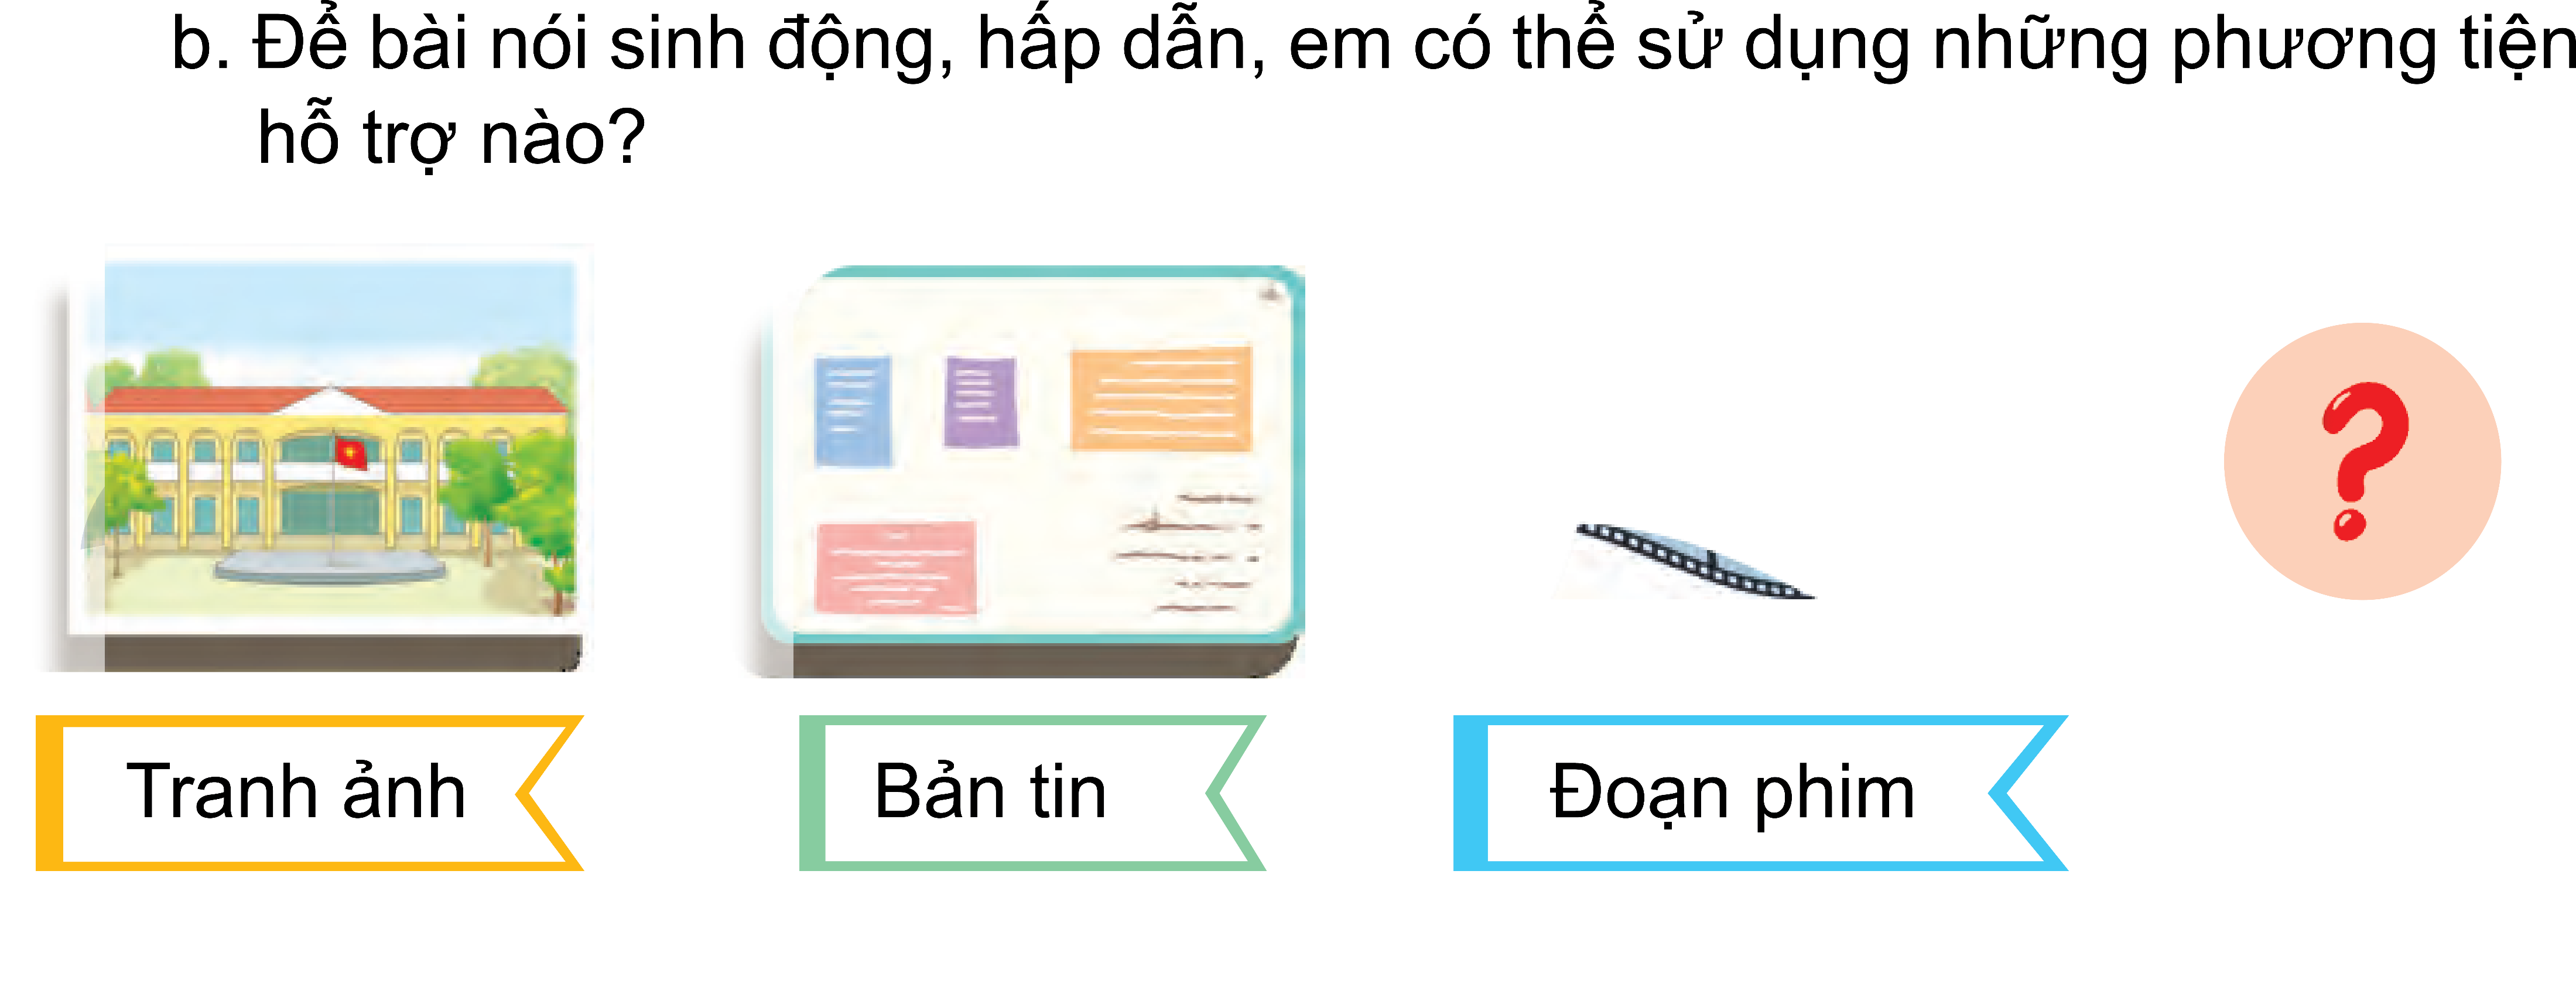 b. Để bài nói sinh động, hấp dẫn, em có thể sử dụng những phương tiện
hỗ trợ nào?
?
Tranh ảnh
Bản tin
Đoạn phim